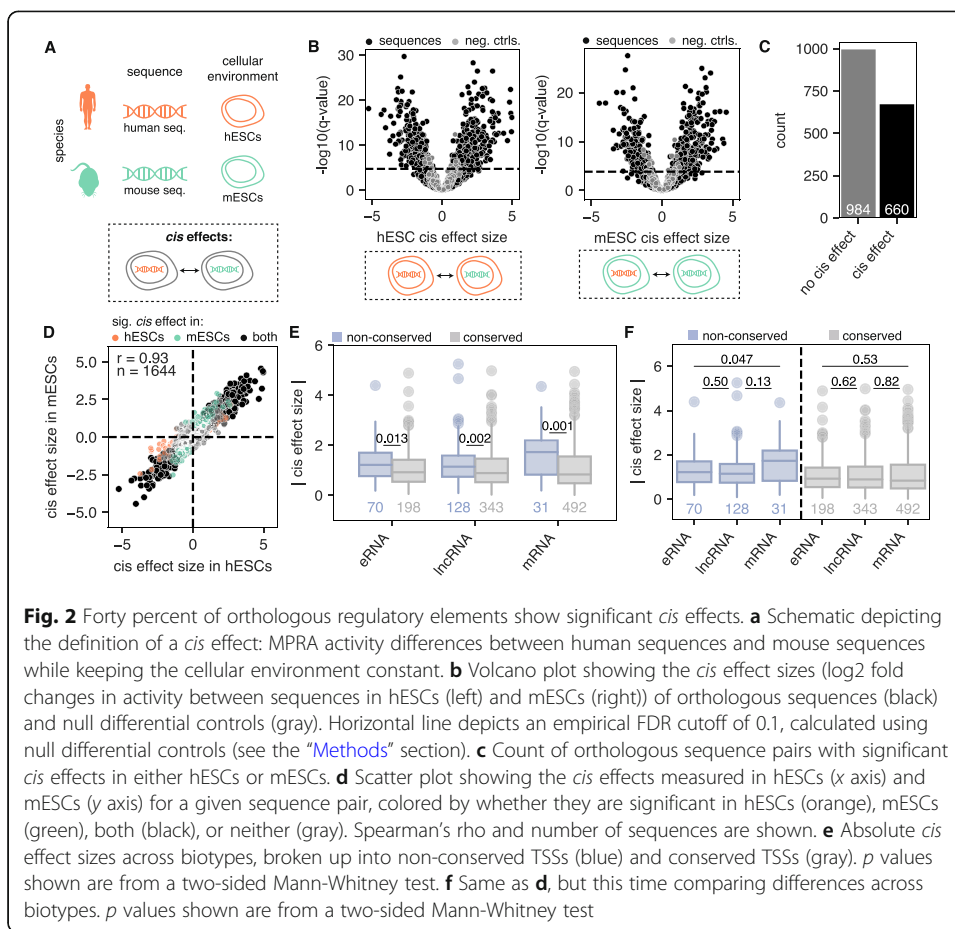 A
sequence
cellular
environment
species
human seq.
hESCs
mouse seq.
mESCs
cis effects:
B
sequences neg. ctrls.
-log10(q-value)
30
20
10
0
-5 0 5
hESC cis effect size
sequences neg. ctrls.
-log10(q-value)
20
10
0
-5 0 5
mESC cis effect size
C
count
1000
750
500
250
0
984 660
no cis effect
cis effect
D
sig. cis effect in:
hESCs mESCs both
cis effect size in mESCs
5.0
2.5
0.0
-2.5
-5.0
r = 0.93
n = 1644
-5 0 5
cis effect size in hESCs
E
non-conserved conserved
| cis effect size |
6
4
2
0
0.013 0.002 0.001
70 198 128 343 31 492
eRNA lncRNA mRNA
F
non-conserved conserved
| cis effect size |
6
4
2
0
0.047 0.53
0.50 0.13 0.62 0.82
70 128 31 198 343 492
eRNA lncRNA mRNA eRNA lncRNA mRNA
Fig. 2 Forty percent of orthologous regulatory elements show significant cis effects. a Schematic depicting
the definition of a cis effect: MPRA activity differences between human sequences and mouse sequences
while keeping the cellular environment constant. b Volcano plot showing the cis effect sizes (log2 fold
changes in activity between sequences in hESCs (left) and mESCs (right)) of orthologous sequences (black)
and null differential controls (gray). Horizontal line depicts an empirical FDR cutoff of 0.1, calculated using
null differential controls (see the "Methods" section). c Count of orthologous sequence pairs with significant
cis effects in either hESCs or mESCs. d Scatter plot showing the cis effects measured in hESCs (x axis) and
mESCs (y axis) for a given sequence pair, colored by whether they are significant in hESCs (orange), mESCs
(green), both (black), or neither (gray). Spearman's rho and number of sequences are shown. e Absolute cis
effect sizes across biotypes, broken up into non-conserved TSSs (blue) and conserved TSSs (gray). p values
shown are from a two-sided Mann-Whitney test. f Same as d, but this time comparing differences across
biotypes. p values shown are from a two-sided Mann-Whitney test